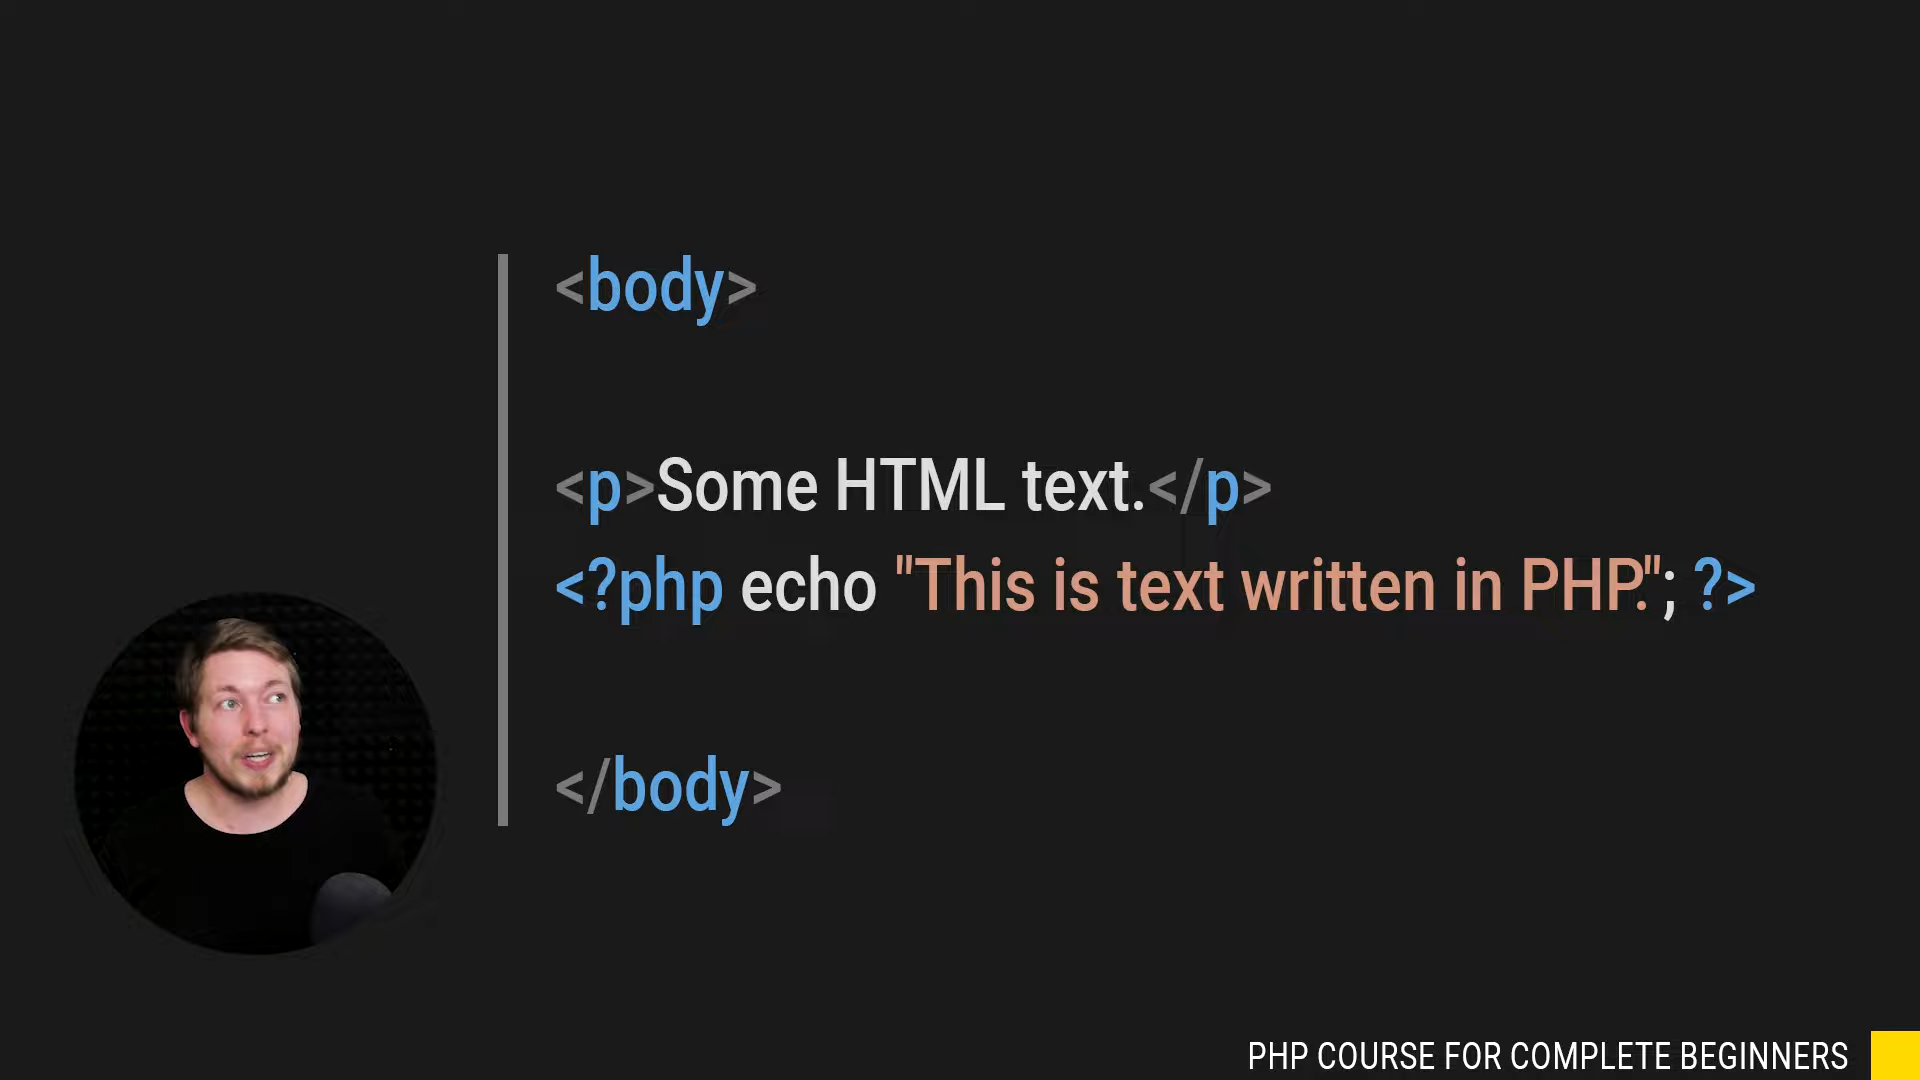 <body>
<p>Some HTML text.</p>
<?php echo "This is text written in PHP."; ?>
</body>
PHP COURSE FOR COMPLETE BEGINNERS